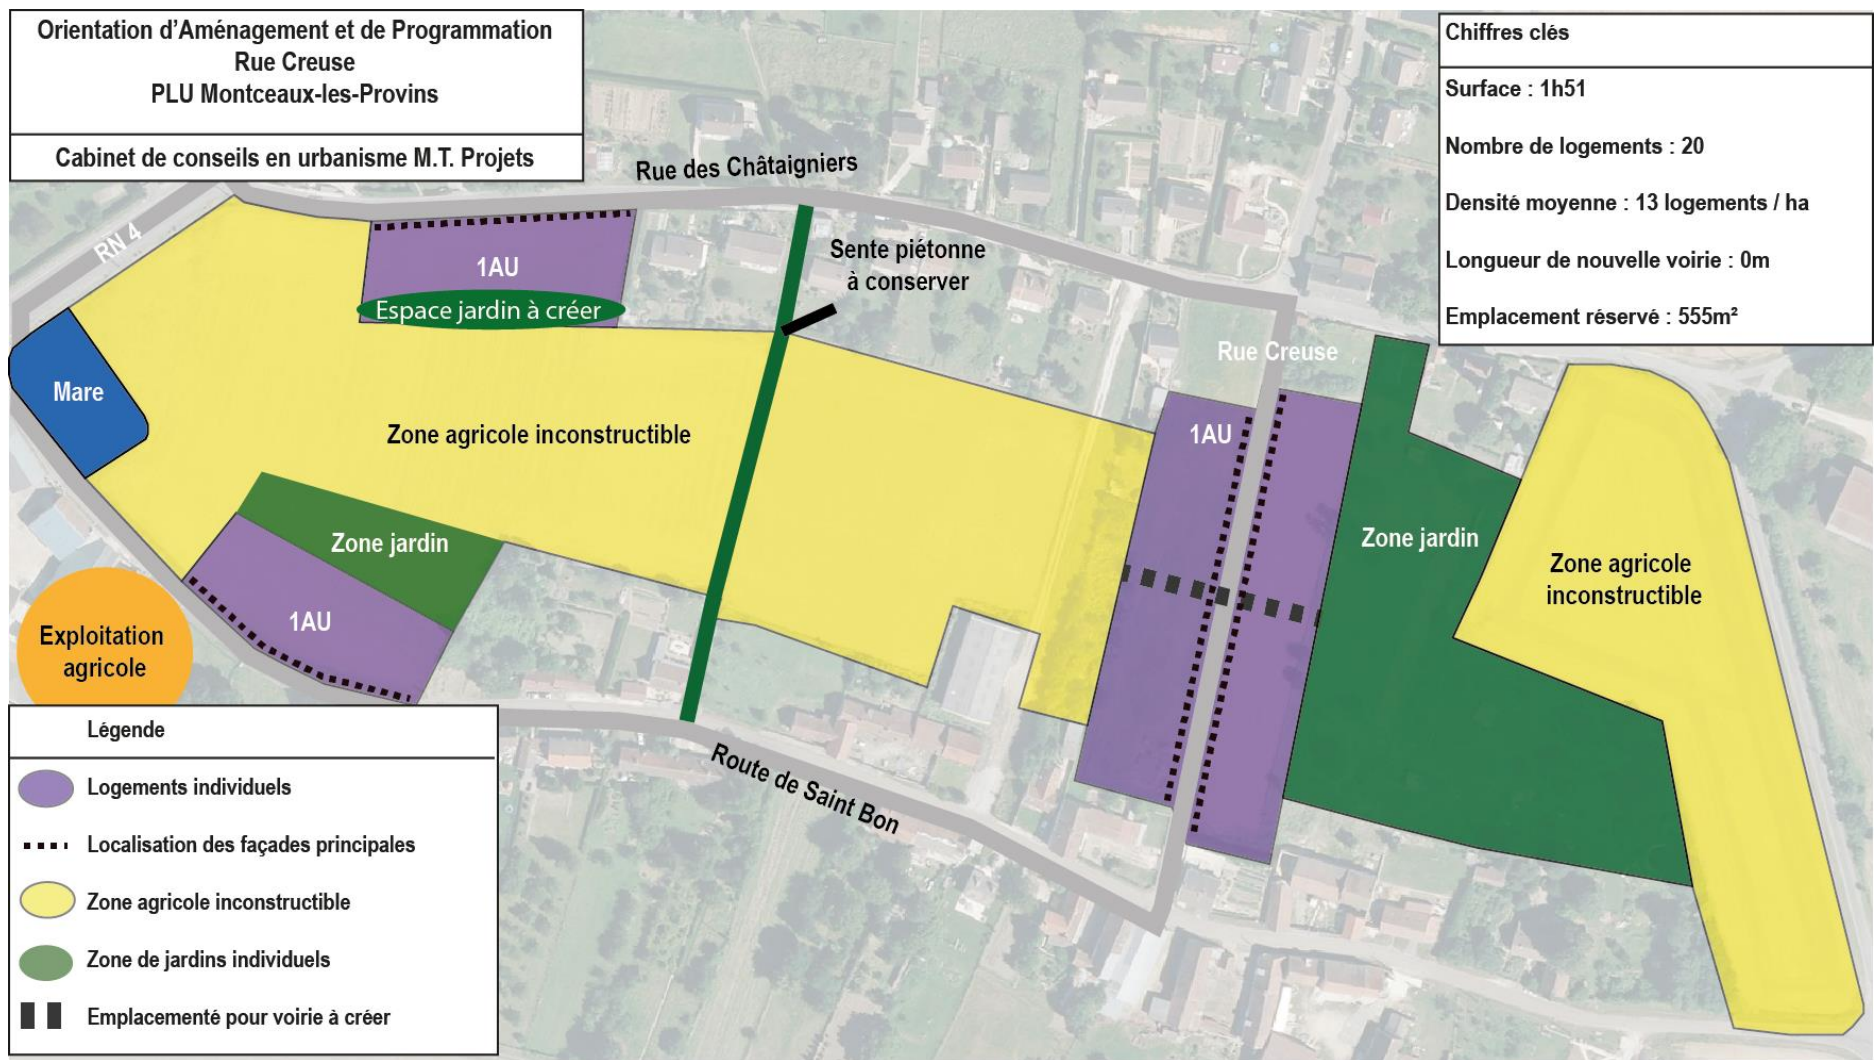 Orientation d'Aménagement et de Programmation
Rue Creuse
PLU Montceaux-les-Provins
Cabinet de conseils en urbanisme M.T. Projets
Chiffres clés
Surface : 1h51
Nombre de logements : 20
Densité moyenne : 13 logements / ha
Longueur de nouvelle voirie : 0m
Emplacement réservé : 555m²
Rue des Châtaigniers
RN 4
1AU
Espace jardin à créer
Sente piétonne
à conserver
Rue Creuse
Mare
Zone agricole inconstructible
1AU
Zone jardin
Zone jardin
Zone agricole
inconstructible
1AU
Exploitation
agricole
Route de Saint Bon
Légende
Logements individuels
Localisation des façades principales
Zone agricole inconstructible
Zone de jardins individuels
Emplacementé pour voirie à créer